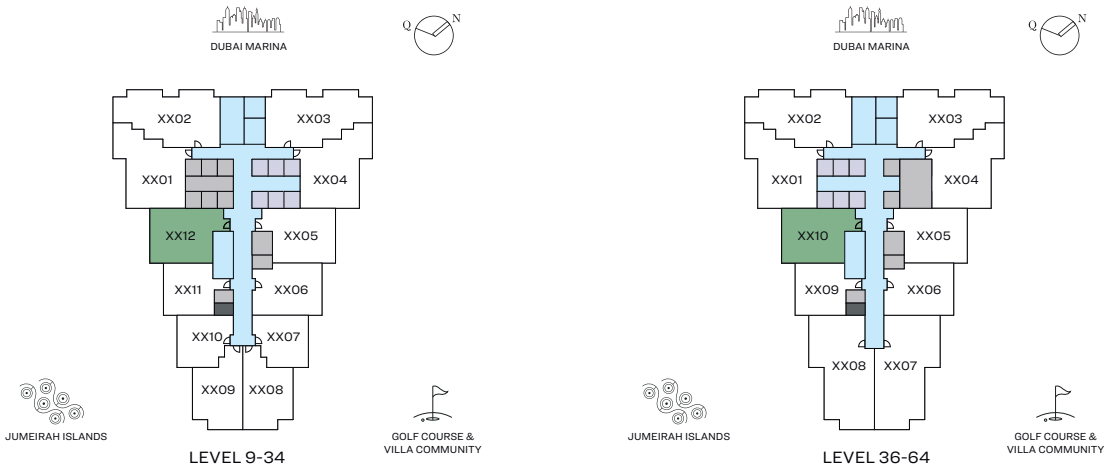 DUBAI MARINA
Q N
XX02
XX03
XX01
XX04
XX12
XX05
XX11
XX06
XX10
XX07
XX09
XX08
JUMEIRAH ISLANDS
GOLF COURSE &
VILLA COMMUNITY
LEVEL 9-34
DUBAI MARINA
Q N
XX02
XX03
XX01
XX04
XX10
XX05
XX09
XX06
XX08
XX07
JUMEIRAH ISLANDS
GOLF COURSE &
VILLA COMMUNITY
LEVEL 36-64